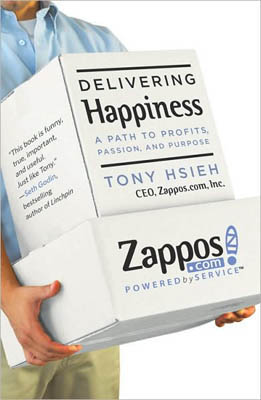 DELIVERING
Happiness
A PATH TO PROFITS,
PASSION, AND PURPOSE
TONY HSIEH
CEO, Zappos.com, Inc.
"This book is funny,
true, important,
and useful.
Just like Tony."
—Seth Godin,
bestselling
author of Linchpin
Zappos!
.com
POWERED by SERVICE™